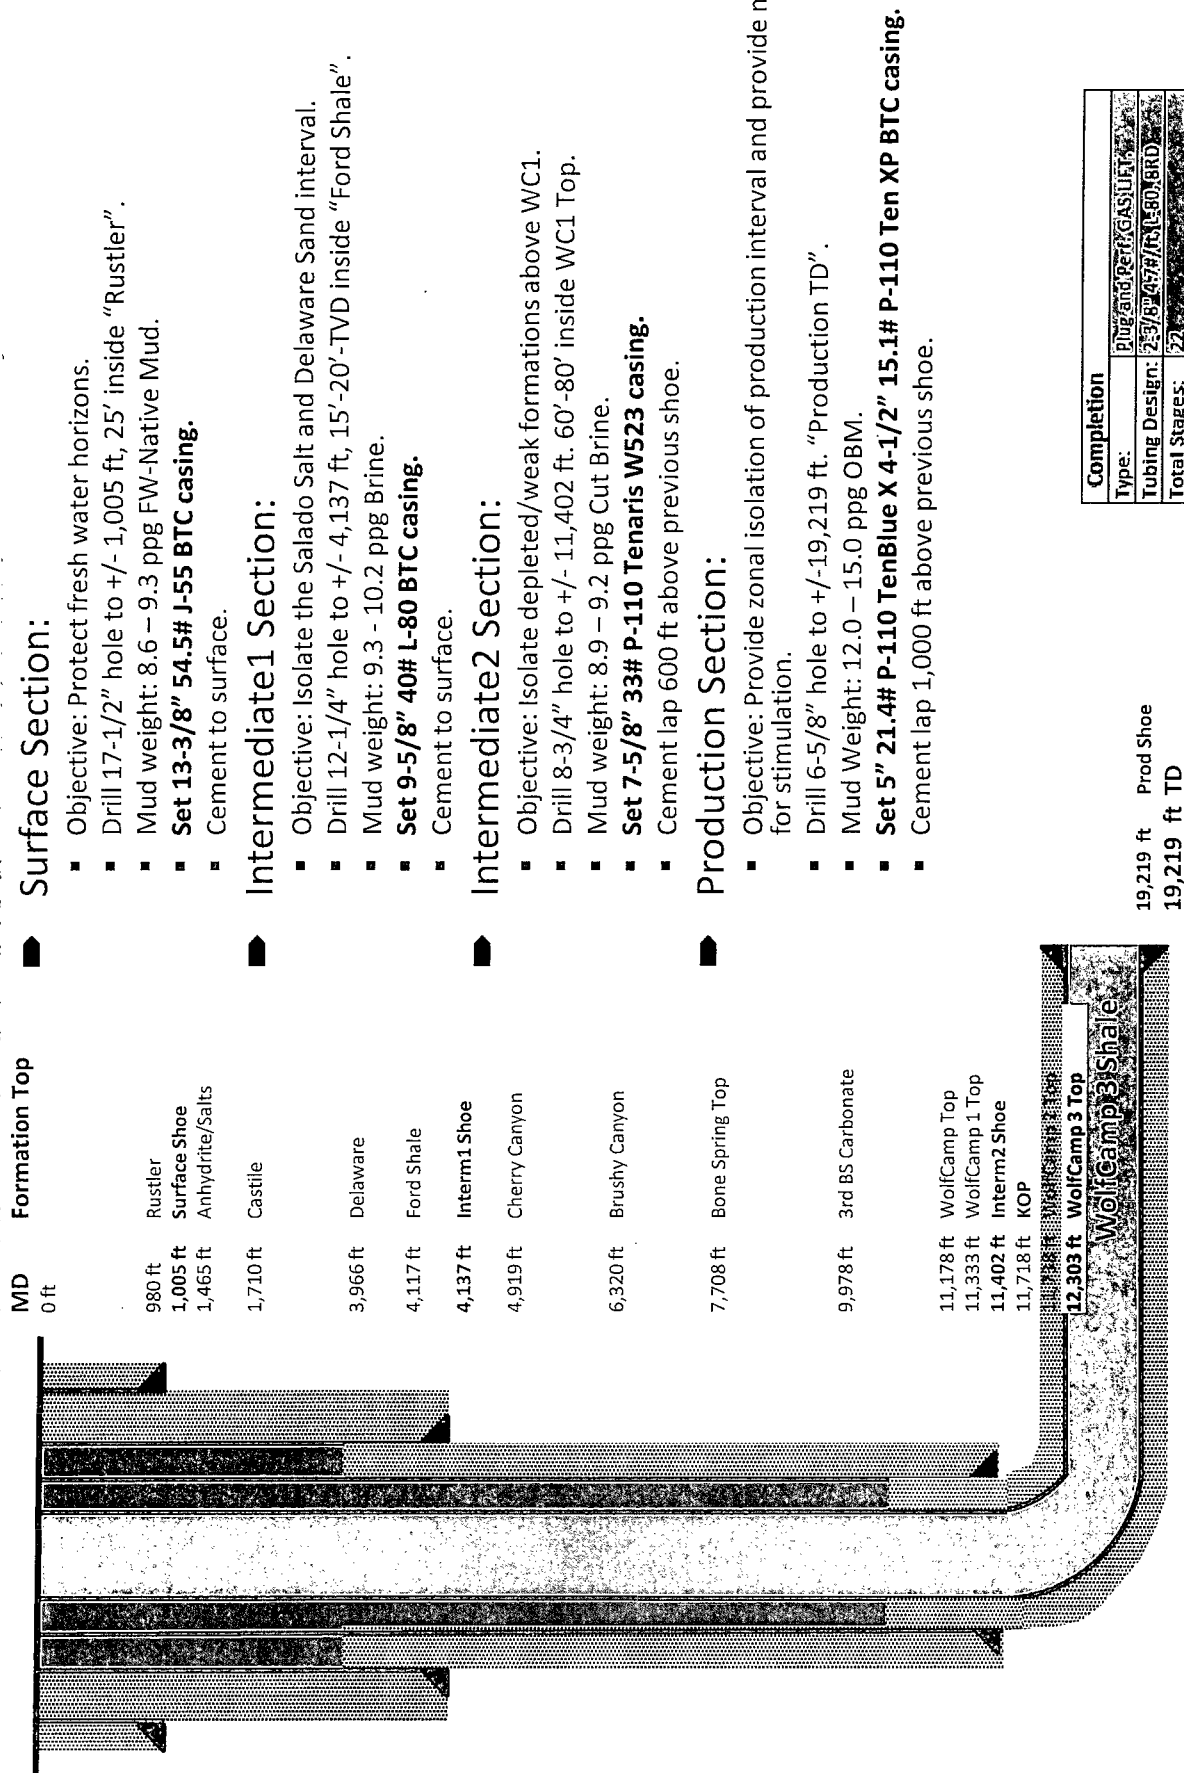 MD Formation Top
0 ft
980 ft Rustler
1,005 ft Surface Shoe
1,465 ft Anhydrite/Salts
1,710 ft Castile
3,966 ft Delaware
4,117 ft Ford Shale
4,137 ft Interm1 Shoe
4,919 ft Cherry Canyon
6,320 ft Brushy Canyon
7,708 ft Bone Spring Top
9,978 ft 3rd BS Carbonate
11,178 ft WolfCamp Top
11,333 ft WolfCamp 1 Top
11,402 ft Interm2 Shoe
11,718 ft KOP
WolfCamp 2 Top
12,303 ft WolfCamp 3 Top
WolfCamp 3 Shale
19,219 ft Prod Shoe
19,219 ft TD
Surface Section:
▪ Objective: Protect fresh water horizons.
▪ Drill 17-1/2” hole to +/- 1,005 ft, 25’ inside “Rustler”.
▪ Mud weight: 8.6 – 9.3 ppg FW-Native Mud.
▪ Set 13-3/8” 54.5# J-55 BTC casing.
▪ Cement to surface.
Intermediate1 Section:
▪ Objective: Isolate the Salado Salt and Delaware Sand interval.
▪ Drill 12-1/4” hole to +/- 4,137 ft, 15’-20’-TVD inside “Ford Shale”.
▪ Mud weight: 9.3 - 10.2 ppg Brine.
▪ Set 9-5/8” 40# L-80 BTC casing.
▪ Cement to surface.
Intermediate2 Section:
▪ Objective: Isolate depleted/weak formations above WC1.
▪ Drill 8-3/4” hole to +/- 11,402 ft. 60’-80’ inside WC1 Top.
▪ Mud weight: 8.9 – 9.2 ppg Cut Brine.
▪ Set 7-5/8” 33# P-110 Tenaris W523 casing.
▪ Cement lap 600 ft above previous shoe.
Production Section:
▪ Objective: Provide zonal isolation of production interval and provide
for stimulation.
▪ Drill 6-5/8” hole to +/-19,219 ft. “Production TD”.
▪ Mud Weight: 12.0 – 15.0 ppg OBM.
▪ Set 5” 21.4# P-110 TenBlue X 4-1/2” 15.1# P-110 Ten XP BTC casing.
▪ Cement lap 1,000 ft above previous shoe.
Completion
Type: Plug and Perf/GAS LIFT
Tubing Design: 2-3/8” 4.7#/ft, L-80, 8RD
Total Stages: 22